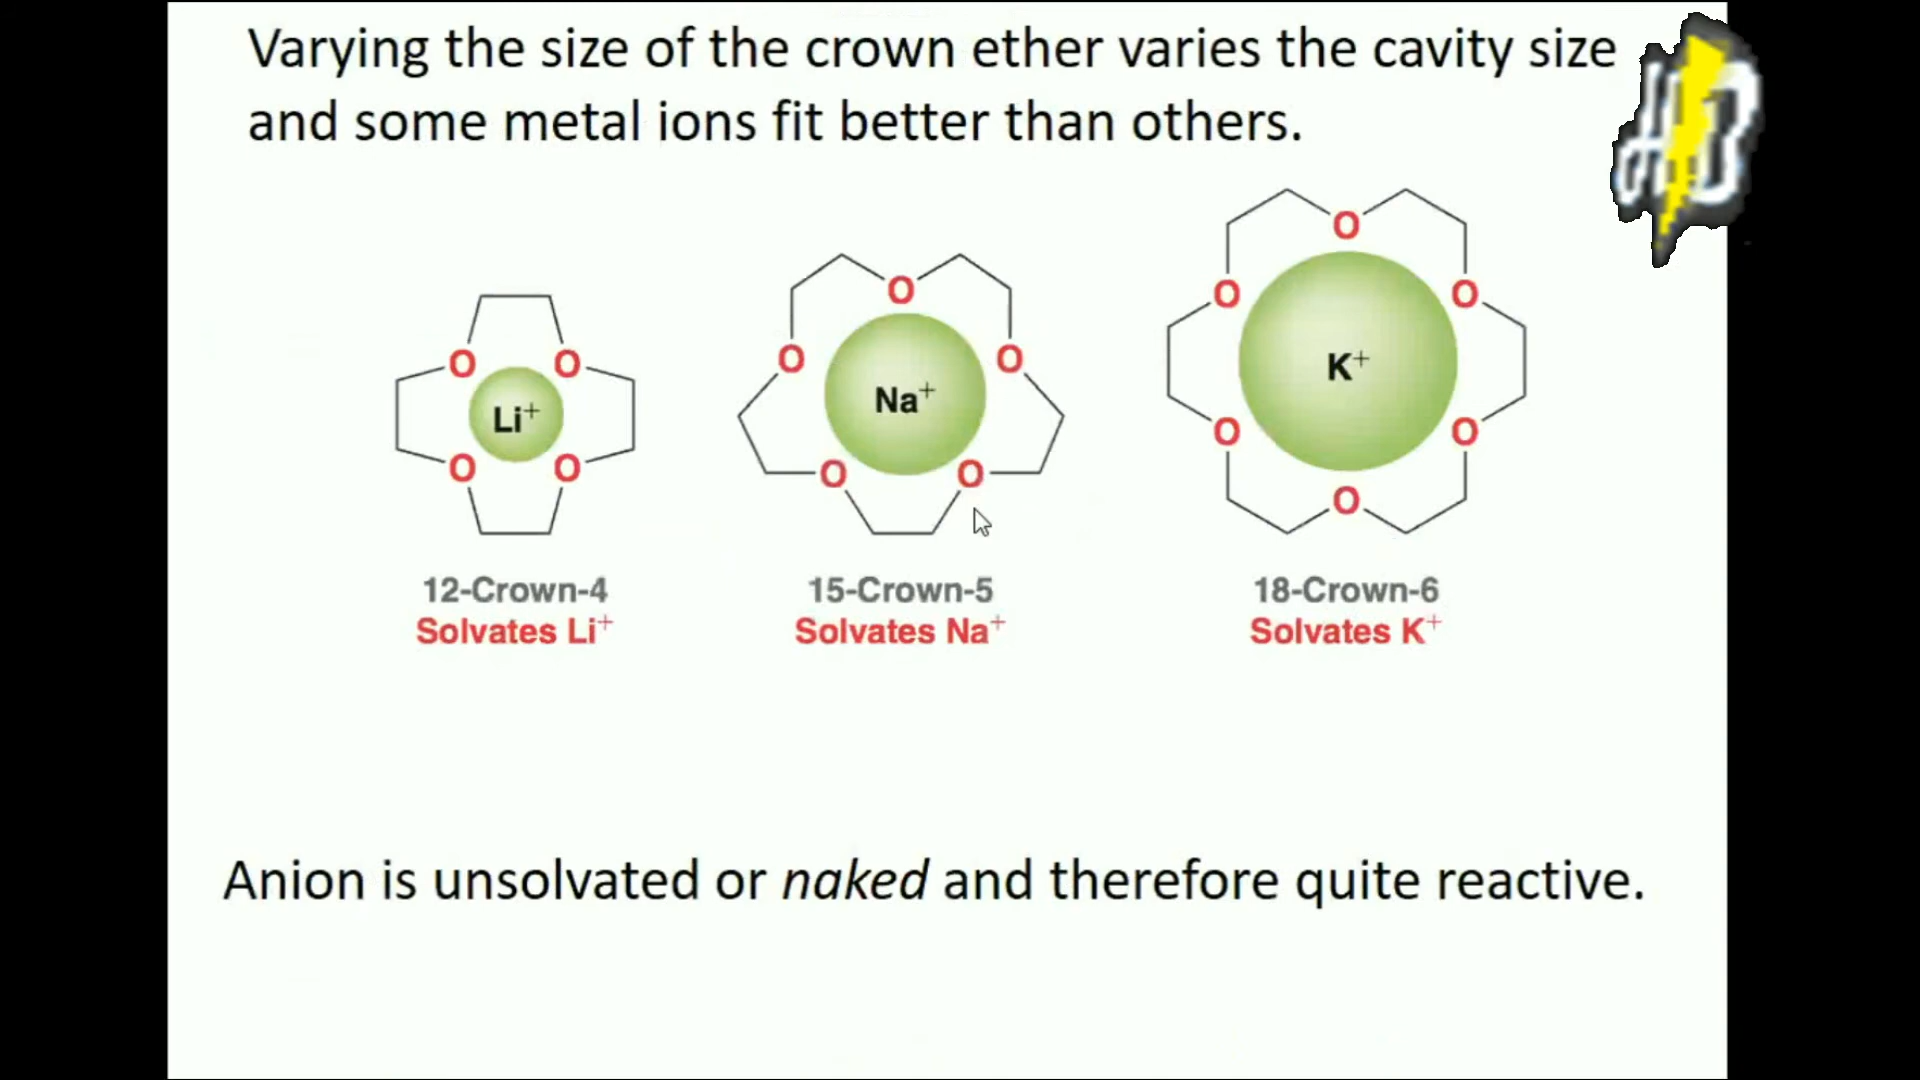 Varying the size of the crown ether varies the cavity size
and some metal ions fit better than others.
O
O
O
O
Li+
O
O
O
O
O
Na+
O
O
O
O
O
O
O
K+
12-Crown-4
Solvates Li+
15-Crown-5
Solvates Na+
18-Crown-6
Solvates K+
Anion is unsolvated or naked and therefore quite reactive.